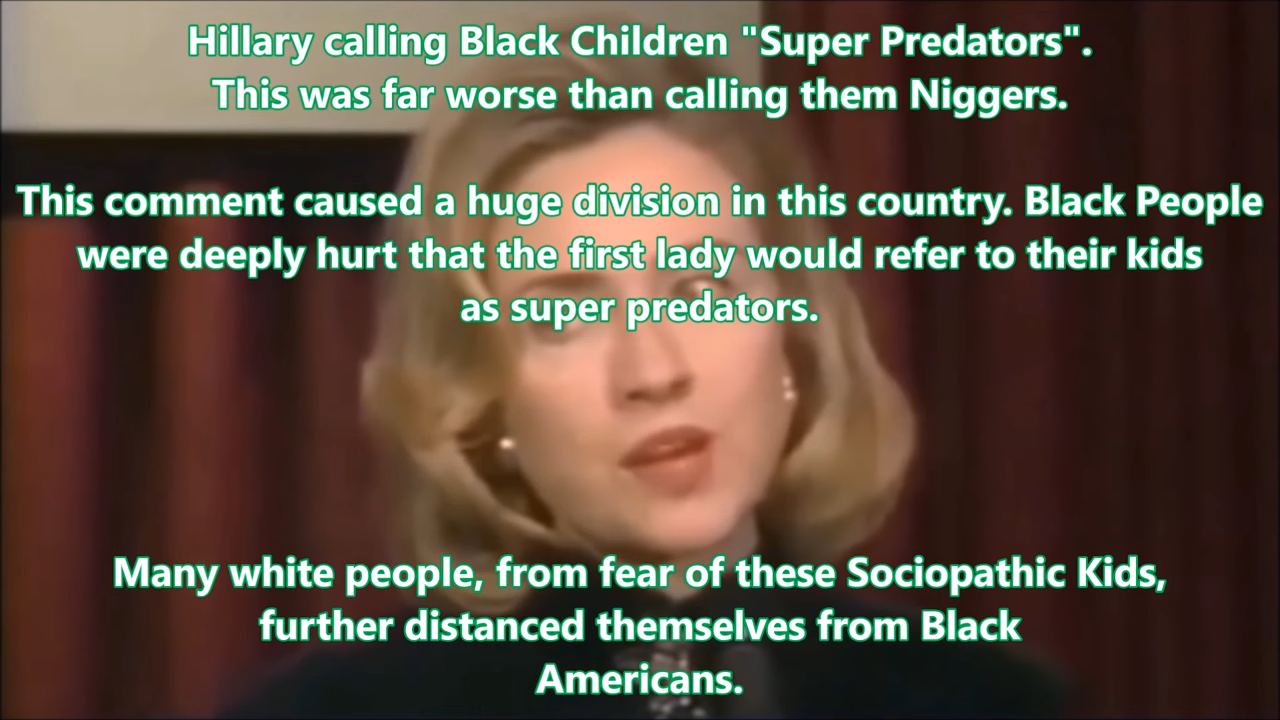 Hillary calling Black Children "Super Predators".
This was far worse than calling them Niggers.
This comment caused a huge division in this country. Black People
were deeply hurt that the first lady would refer to their kids
as super predators.
Many white people, from fear of these Sociopathic Kids,
further distanced themselves from Black
Americans.